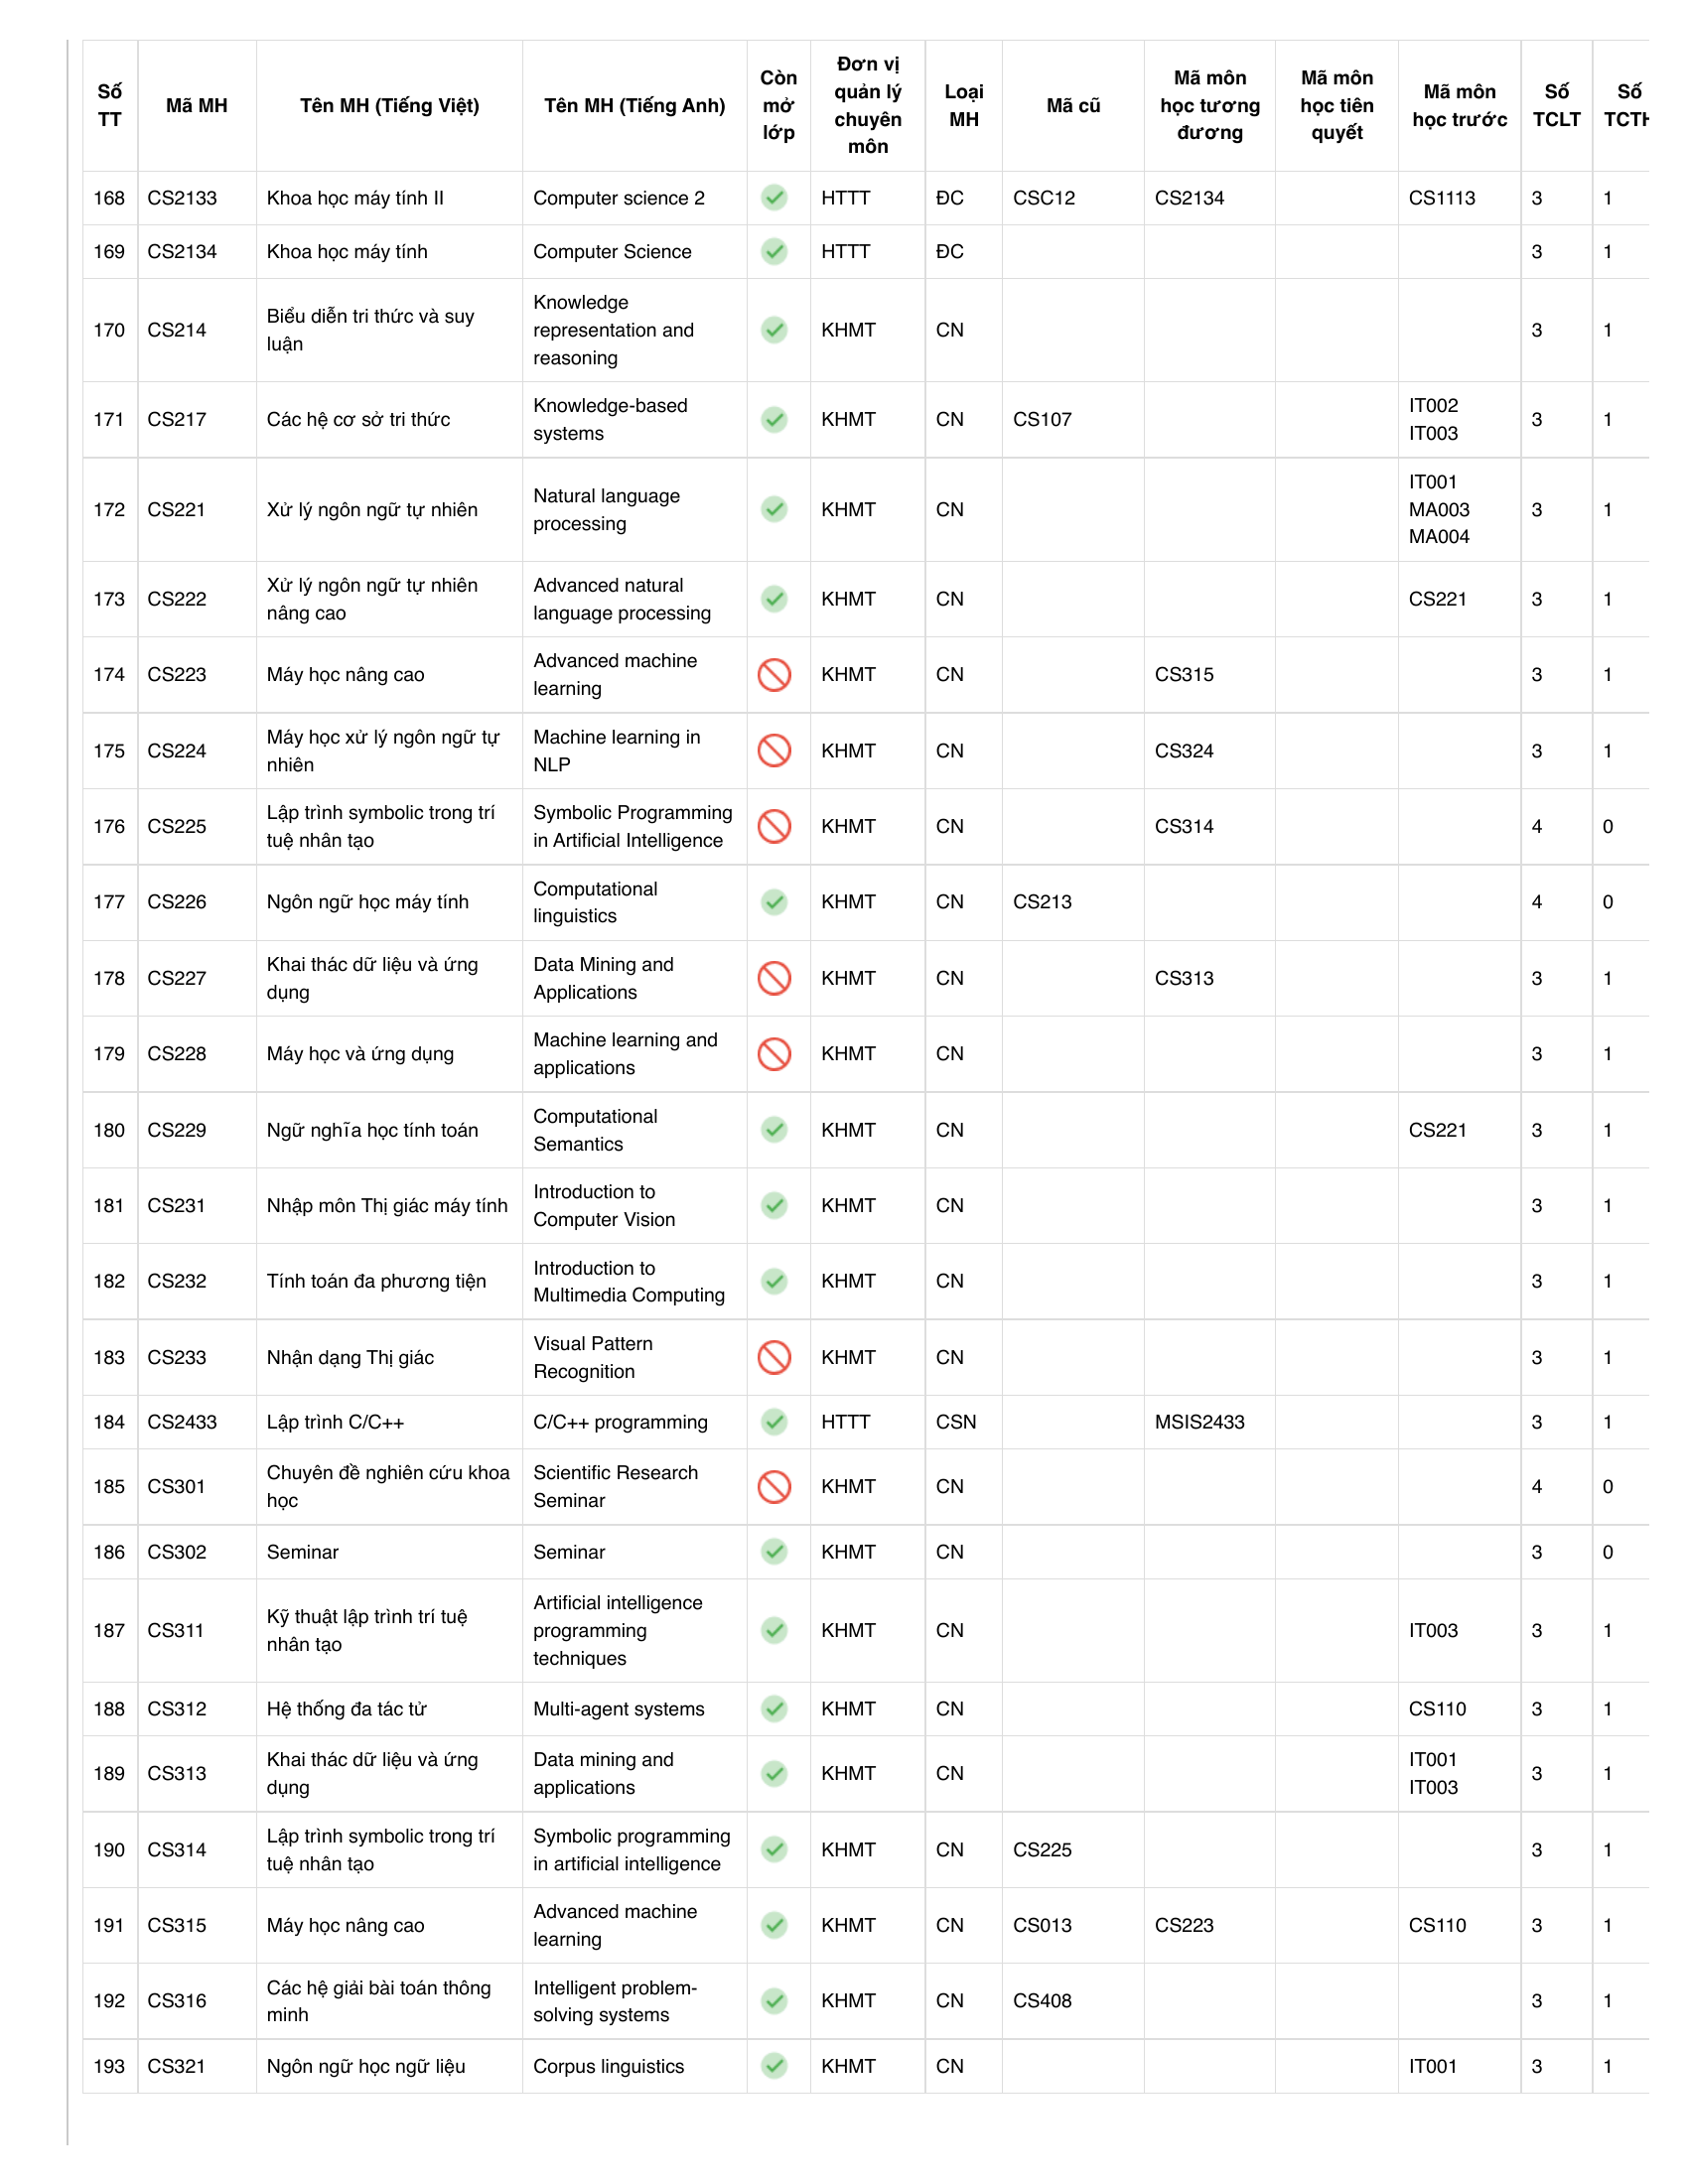 Số TT Mã MH Tên MH (Tiếng Việt) Tên MH (Tiếng Anh) Còn mở lớp Đơn vị quản lý chuyên môn Loại MH Mã cũ Mã môn học tương đương Mã môn học tiên quyết Mã môn học trước Số TCLT Số TCTH
168 CS2133 Khoa học máy tính II Computer science 2 HTTT ĐC CSC12 CS2134 CS1113 3 1
169 CS2134 Khoa học máy tính Computer Science HTTT ĐC 3 1
170 CS214 Biểu diễn tri thức và suy luận Knowledge representation and reasoning KHMT CN 3 1
171 CS217 Các hệ cơ sở tri thức Knowledge-based systems KHMT CN CS107 IT002 IT003 3 1
172 CS221 Xử lý ngôn ngữ tự nhiên Natural language processing KHMT CN IT001 MA003 MA004 3 1
173 CS222 Xử lý ngôn ngữ tự nhiên nâng cao Advanced natural language processing KHMT CN CS221 3 1
174 CS223 Máy học nâng cao Advanced machine learning KHMT CN CS315 3 1
175 CS224 Máy học xử lý ngôn ngữ tự nhiên Machine learning in NLP KHMT CN CS324 3 1
176 CS225 Lập trình symbolic trong trí tuệ nhân tạo Symbolic Programming in Artificial Intelligence KHMT CN CS314 4 0
177 CS226 Ngôn ngữ học máy tính Computational linguistics KHMT CN CS213 4 0
178 CS227 Khai thác dữ liệu và ứng dụng Data Mining and Applications KHMT CN CS313 3 1
179 CS228 Máy học và ứng dụng Machine learning and applications KHMT CN 3 1
180 CS229 Ngữ nghĩa học tính toán Computational Semantics KHMT CN CS221 3 1
181 CS231 Nhập môn Thị giác máy tính Introduction to Computer Vision KHMT CN 3 1
182 CS232 Tính toán đa phương tiện Introduction to Multimedia Computing KHMT CN 3 1
183 CS233 Nhận dạng Thị giác Visual Pattern Recognition KHMT CN 3 1
184 CS2433 Lập trình C/C++ C/C++ programming HTTT CSN MSIS2433 3 1
185 CS301 Chuyên đề nghiên cứu khoa học Scientific Research Seminar KHMT CN 4 0
186 CS302 Seminar Seminar KHMT CN 3 0
187 CS311 Kỹ thuật lập trình trí tuệ nhân tạo Artificial intelligence programming techniques KHMT CN IT003 3 1
188 CS312 Hệ thống đa tác tử Multi-agent systems KHMT CN CS110 3 1
189 CS313 Khai thác dữ liệu và ứng dụng Data mining and applications KHMT CN IT001 IT003 3 1
190 CS314 Lập trình symbolic trong trí tuệ nhân tạo Symbolic programming in artificial intelligence KHMT CN CS225 3 1
191 CS315 Máy học nâng cao Advanced machine learning KHMT CN CS013 CS223 CS110 3 1
192 CS316 Các hệ giải bài toán thông minh Intelligent problem-solving systems KHMT CN CS408 3 1
193 CS321 Ngôn ngữ học ngữ liệu Corpus linguistics KHMT CN IT001 3 1